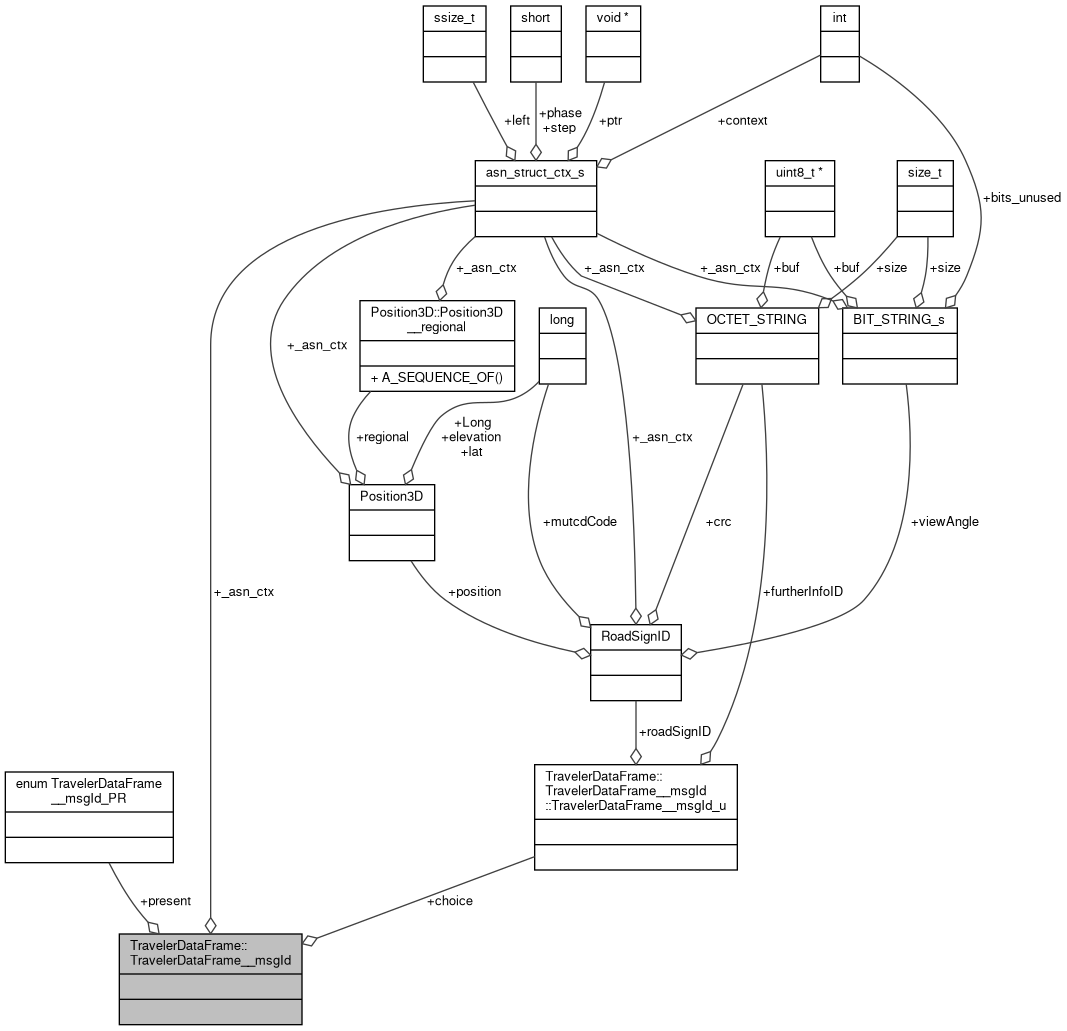 ssize_t
short
void *
int
+left
+phase
+step
+ptr
+context
asn_struct_ctx_s
uint8_t *
size_t
+bits_unused
+_asn_ctx
+_asn_ctx
+_asn_ctx
+buf
+buf
+size
+size
Position3D::Position3D
__regional
+ A_SEQUENCE_OF()
long
OCTET_STRING
BIT_STRING_s
+_asn_ctx
+regional
+Long
+elevation
+lat
+_asn_ctx
Position3D
+mutcdCode
+crc
+viewAngle
+_asn_ctx
+position
+furtherInfoID
RoadSignID
+roadSignID
enum TravelerDataFrame
__msgId_PR
TravelerDataFrame::
TravelerDataFrame__msgId
::TravelerDataFrame__msgId_u
+present
+choice
TravelerDataFrame::
TravelerDataFrame__msgId